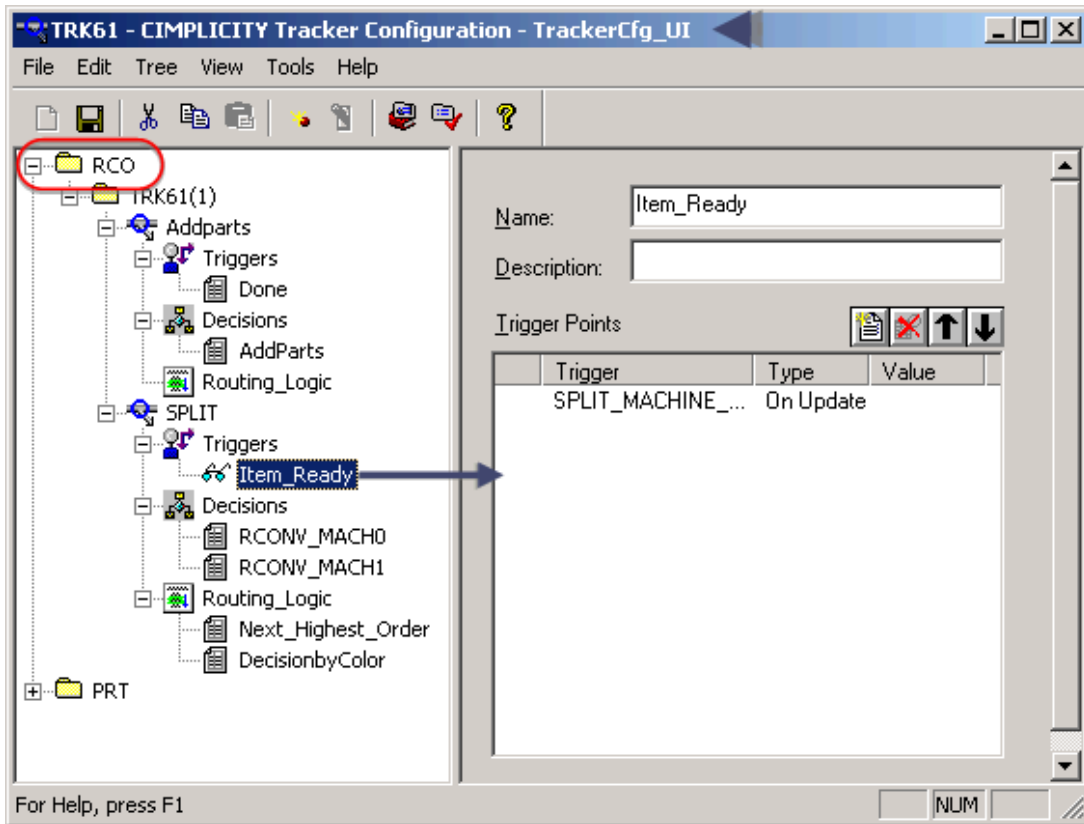 TRK61 - CIMPLICITY Tracker Configuration - TrackerCfg_UI
File Edit Tree View Tools Help
RCO
TRK61(1)
Addparts
Triggers
Done
Decisions
AddParts
Routing_Logic
SPLIT
Triggers
Item_Ready
Decisions
RCONV_MACH0
RCONV_MACH1
Routing_Logic
Next_Highest_Order
DecisionbyColor
PRT
Name: Item_Ready
Description:
Trigger Points
Trigger Type Value
SPLIT_MACHINE_... On Update
For Help, press F1 NUM